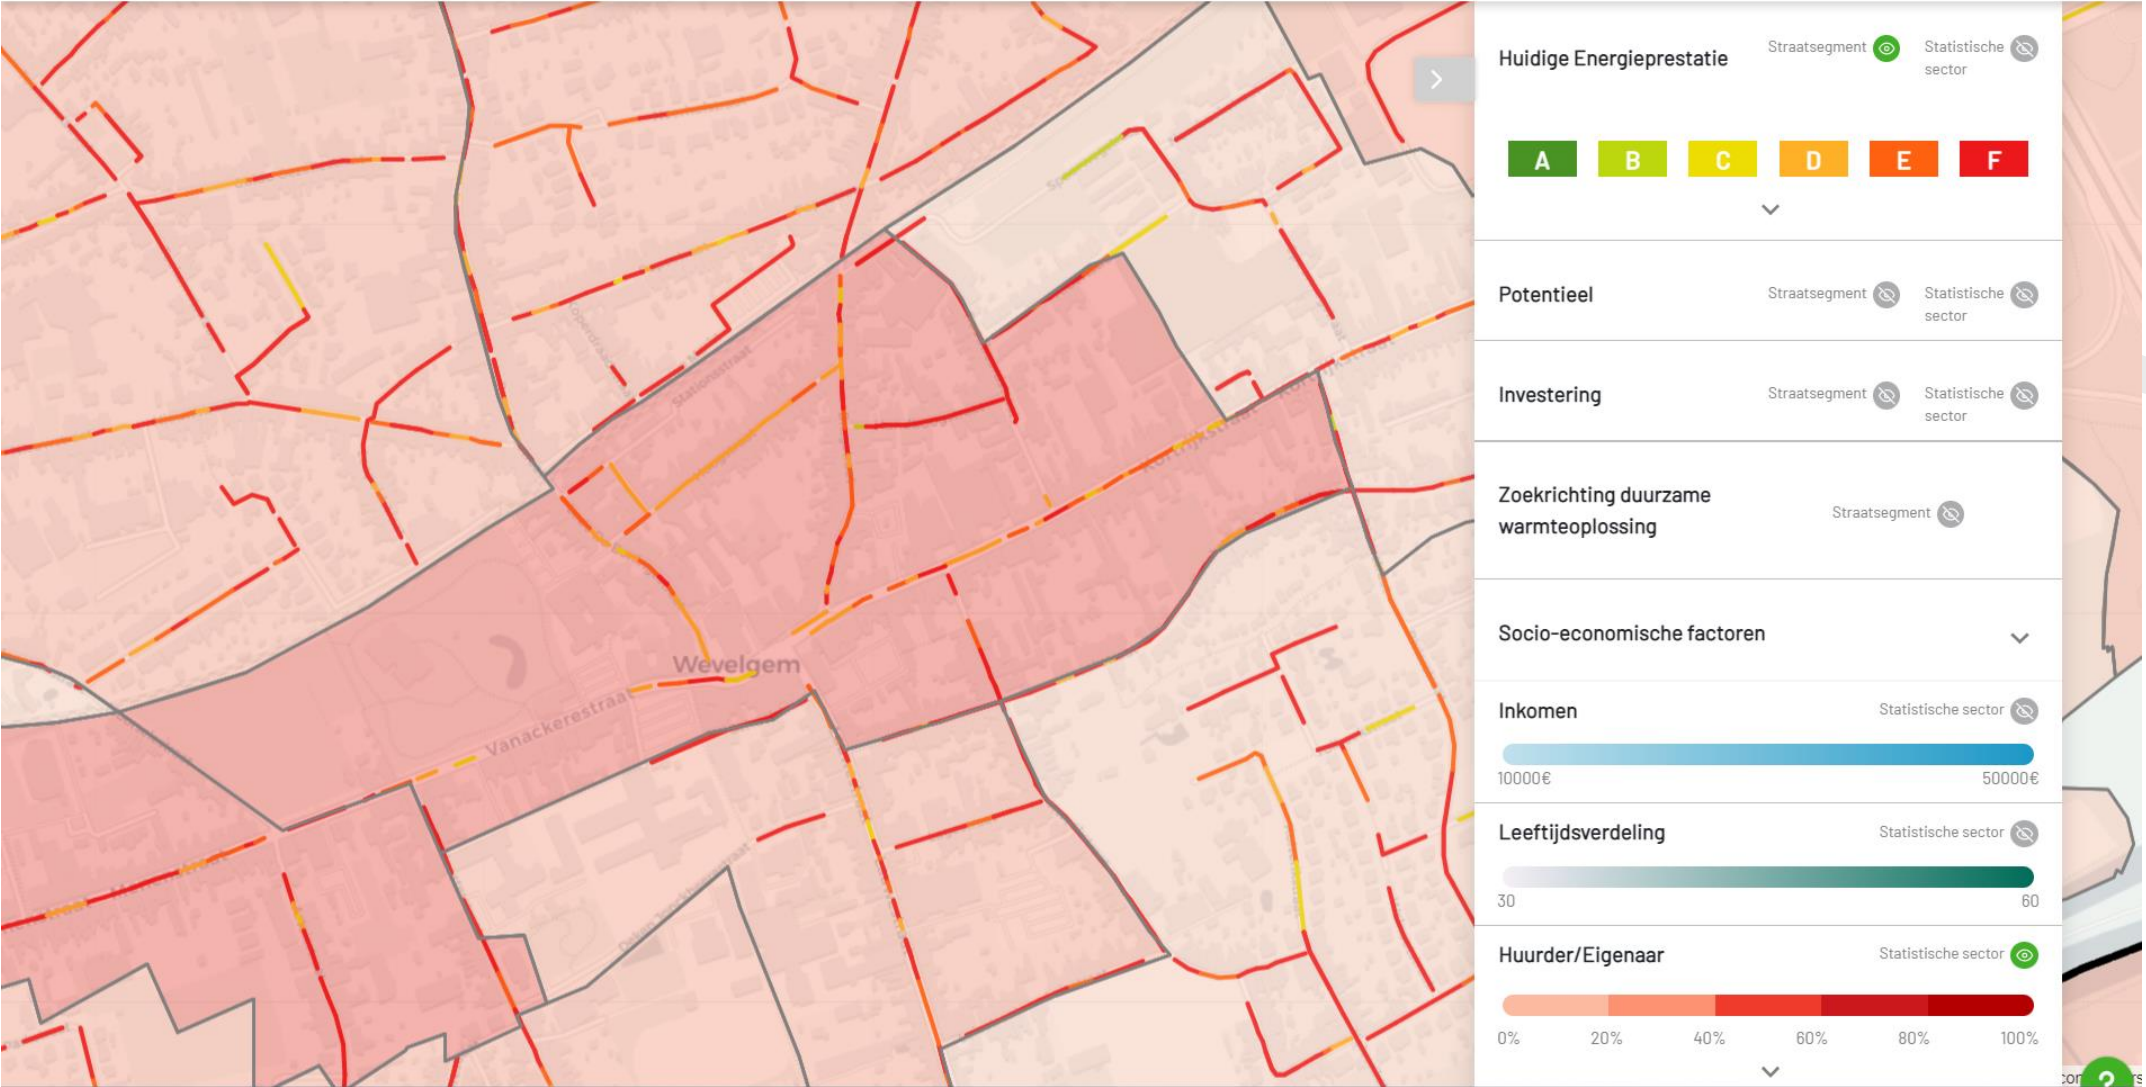 Huidige Energieprestatie
Straatsegment
Statistische
sector
A B C D E F
Potentieel
Straatsegment
Statistische
sector
Investering
Straatsegment
Statistische
sector
Zoekrichting duurzame
warmteoplossing
Straatsegment
Socio-economische factoren
Inkomen
Statistische sector
10000€ 50000€
Leeftijdsverdeling
Statistische sector
30 60
Huurder/Eigenaar
Statistische sector
0% 20% 40% 60% 80% 100%
Stationsstraat
Kortrijkstraat
Kortrijkstraat
Wevelgem
Vanackerestraat
?